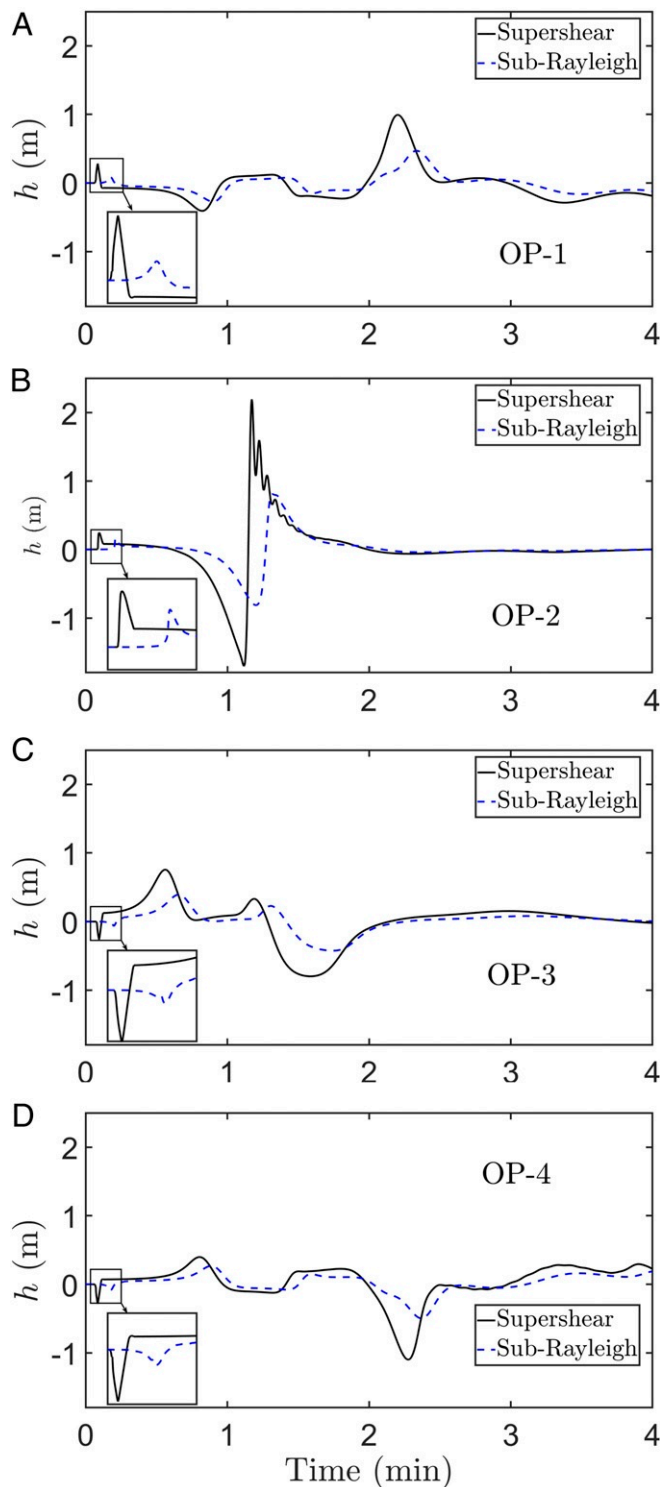 A
2
Supershear
Sub-Rayleigh
1
h (m)
0
-1
OP-1
0 1 2 3 4
B
2
Supershear
Sub-Rayleigh
1
h (m)
0
-1
OP-2
0 1 2 3 4
C
2
Supershear
Sub-Rayleigh
1
h (m)
0
-1
OP-3
0 1 2 3 4
D
2
OP-4
1
h (m)
0
Supershear
-1
Sub-Rayleigh
0 1 2 3 4
Time (min)